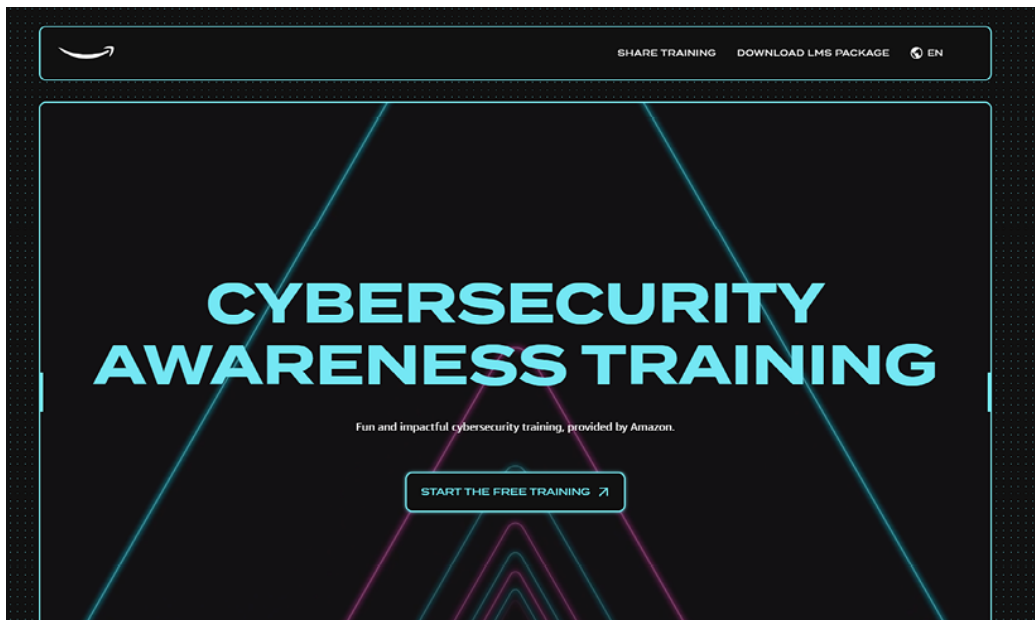 SHARE TRAINING DOWNLOAD LMS PACKAGE EN
CYBERSECURITY
AWARENESS TRAINING
Fun and impactful cybersecurity training, provided by Amazon.
START THE FREE TRAINING